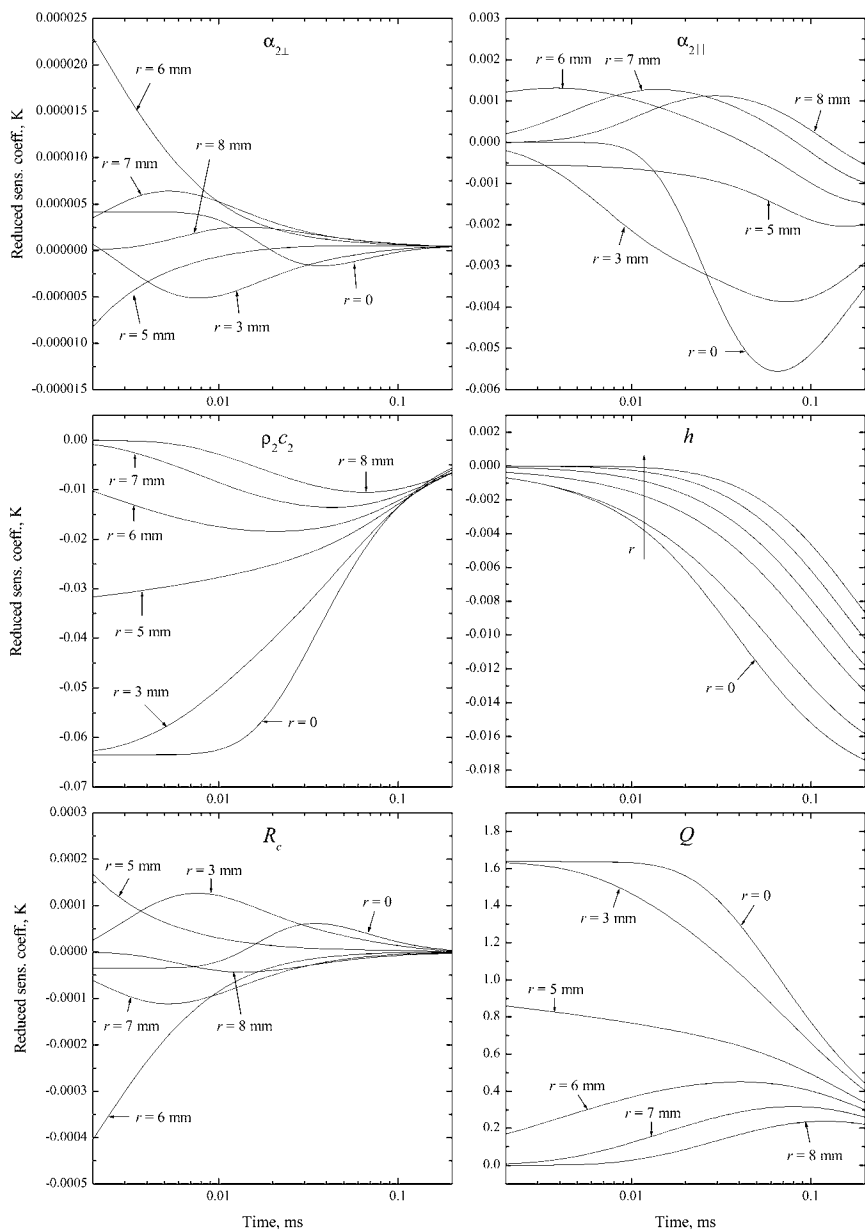 α2⊥
Reduced sens. coeff., K
0.000025
0.000020
0.000015
0.000010
0.000005
0.000000
-0.000005
-0.000010
-0.000015
r = 6 mm
r = 8 mm
r = 7 mm
r = 0
r = 3 mm
r = 5 mm
0.01
0.1
α2||
0.003
0.002
0.001
0.000
-0.001
-0.002
-0.003
-0.004
-0.005
-0.006
r = 6 mm
r = 7 mm
r = 8 mm
r = 5 mm
r = 3 mm
r = 0
0.01
0.1
ρ2c2
Reduced sens. coeff., K
0.00
-0.01
-0.02
-0.03
-0.04
-0.05
-0.06
-0.07
r = 8 mm
r = 7 mm
r = 6 mm
r = 5 mm
r = 3 mm
r = 0
0.01
0.1
h
0.002
0.000
-0.002
-0.004
-0.006
-0.008
-0.010
-0.012
-0.014
-0.016
-0.018
r
r = 0
0.01
0.1
Rc
Reduced sens. coeff., K
0.0003
0.0002
0.0001
0.0000
-0.0001
-0.0002
-0.0003
-0.0004
-0.0005
r = 5 mm
r = 3 mm
r = 0
r = 7 mm
r = 8 mm
r = 6 mm
0.01
0.1
Time, ms
Q
1.8
1.6
1.4
1.2
1.0
0.8
0.6
0.4
0.2
0.0
r = 0
r = 3 mm
r = 5 mm
r = 6 mm
r = 7 mm
r = 8 mm
0.01
0.1
Time, ms